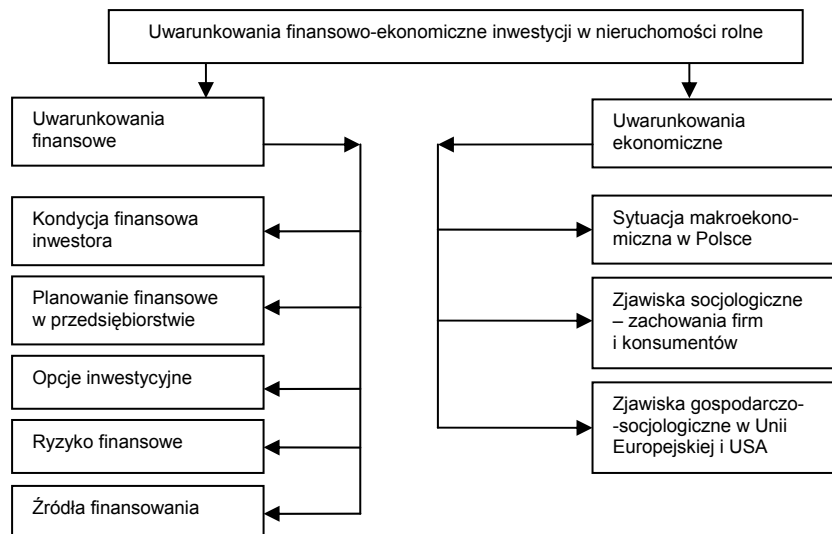 Uwarunkowania finansowo-ekonomiczne inwestycji w nieruchomości rolne
Uwarunkowania
finansowe
Kondycja finansowa
inwestora
Planowanie finansowe
w przedsiębiorstwie
Opcje inwestycyjne
Ryzyko finansowe
Źródła finansowania
Uwarunkowania
ekonomiczne
Sytuacja makroekono-
miczna w Polsce
Zjawiska socjologiczne
– zachowania firm
i konsumentów
Zjawiska gospodarczo-
-socjologiczne w Unii
Europejskiej i USA